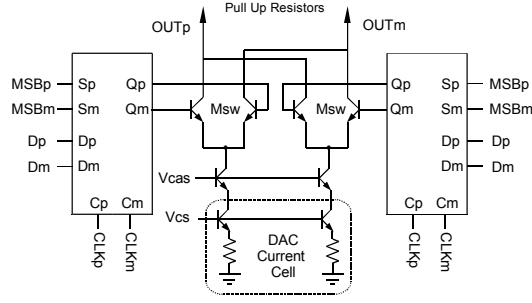 Pull Up Resistors
OUTp OUTm
MSBp Sp Qp Msw Msw Qp Sp MSBp
MSBm Sm Qm Qm Sm MSBm
Dp Dp Dp Dp
Dm Dm Dm Dm
Vcas
Cp Cm Cp Cm
Vcs
CLKp CLKm CLKp CLKm
DAC
Current
Cell